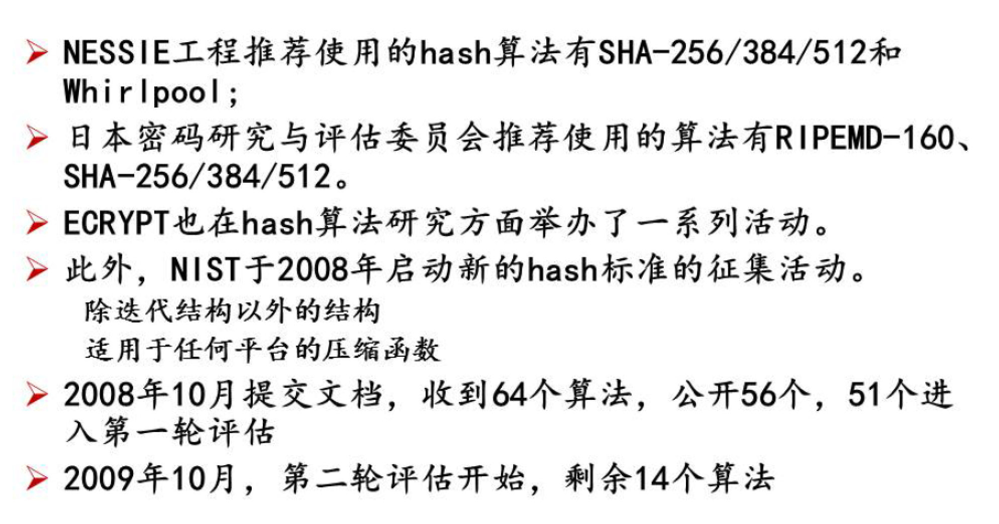 NESSIE工程推荐使用的hash算法有SHA-256/384/512和
Whirlpool;
日本密码研究与评估委员会推荐使用的算法有RIPEMD-160、
SHA-256/384/512。
ECRYPT也在hash算法研究方面举办了一系列活动。
此外，NIST于2008年启动新的hash标准的征集活动。
除迭代结构以外的结构
适用于任何平台的压缩函数
2008年10月提交文档，收到64个算法，公开56个，51个进
入第一轮评估
2009年10月，第二轮评估开始，剩余14个算法